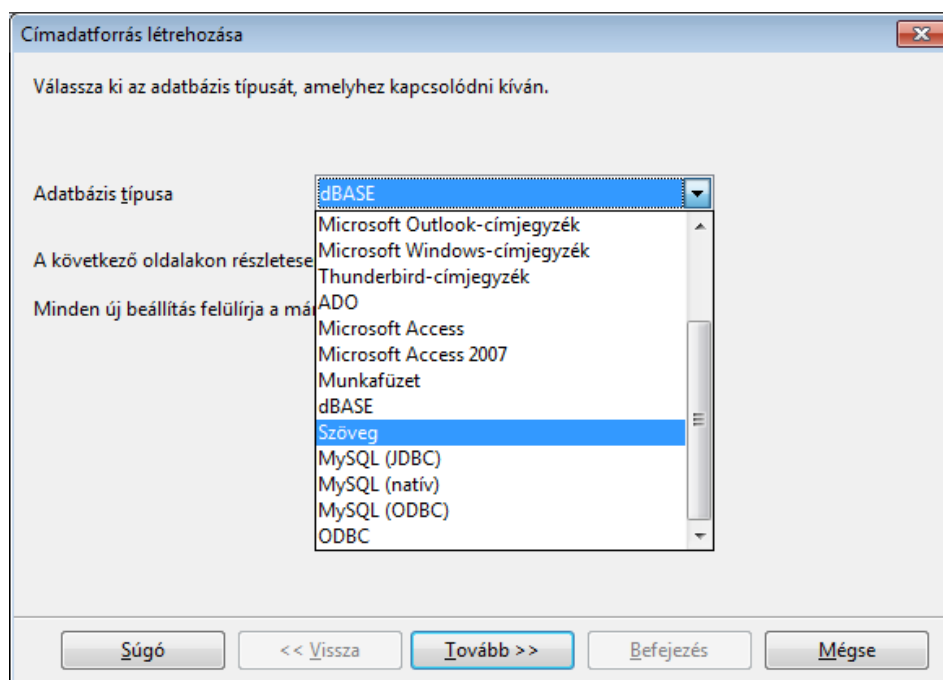 Címadatforrás létrehozása
Válassza ki az adatbázis típusát, amelyhez kapcsolódni kíván.
Adatbázis típusa
dBASE
Microsoft Outlook-címjegyzék
Microsoft Windows-címjegyzék
A következő oldalakon részletese
Thunderbird-címjegyzék
ADO
Minden új beállítás felülírja a már
Microsoft Access
Microsoft Access 2007
Munkafüzet
dBASE
Szöveg
MySQL (JDBC)
MySQL (natív)
MySQL (ODBC)
ODBC
Súgó << Vissza Tovább >> Befejezés Mégse